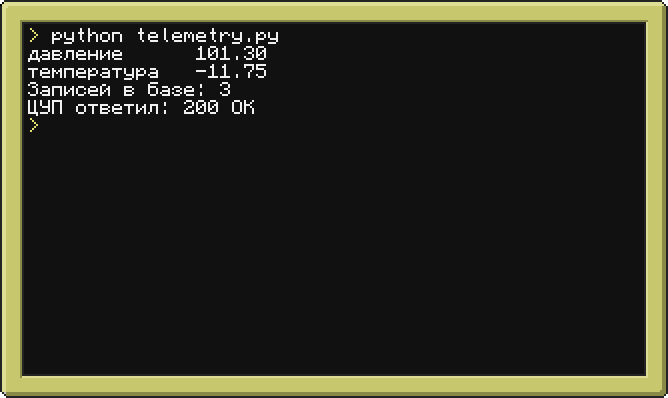 > python telemetry.py
давление      101.30
температура   -11.75
Записей в базе: 3
ЦУП ответил: 200 OK
>